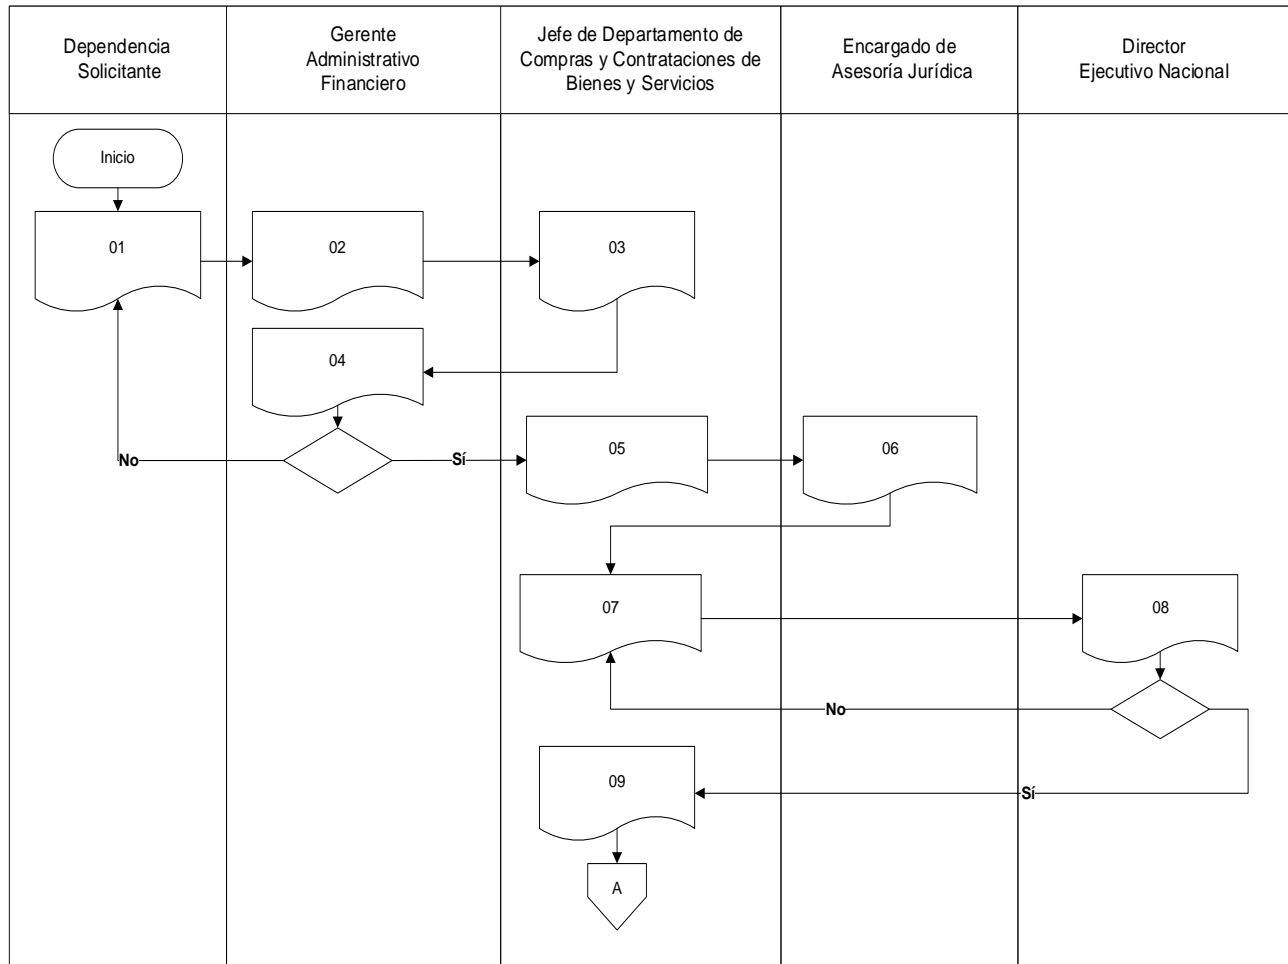 Dependencia
Solicitante
Gerente
Administrativo
Financiero
Jefe de Departamento de
Compras y Contrataciones de
Bienes y Servicios
Encargado de
Asesoría Jurídica
Director
Ejecutivo Nacional
Inicio
01
02
03
04
No
Sí
05
06
07
08
No
09
Sí
A